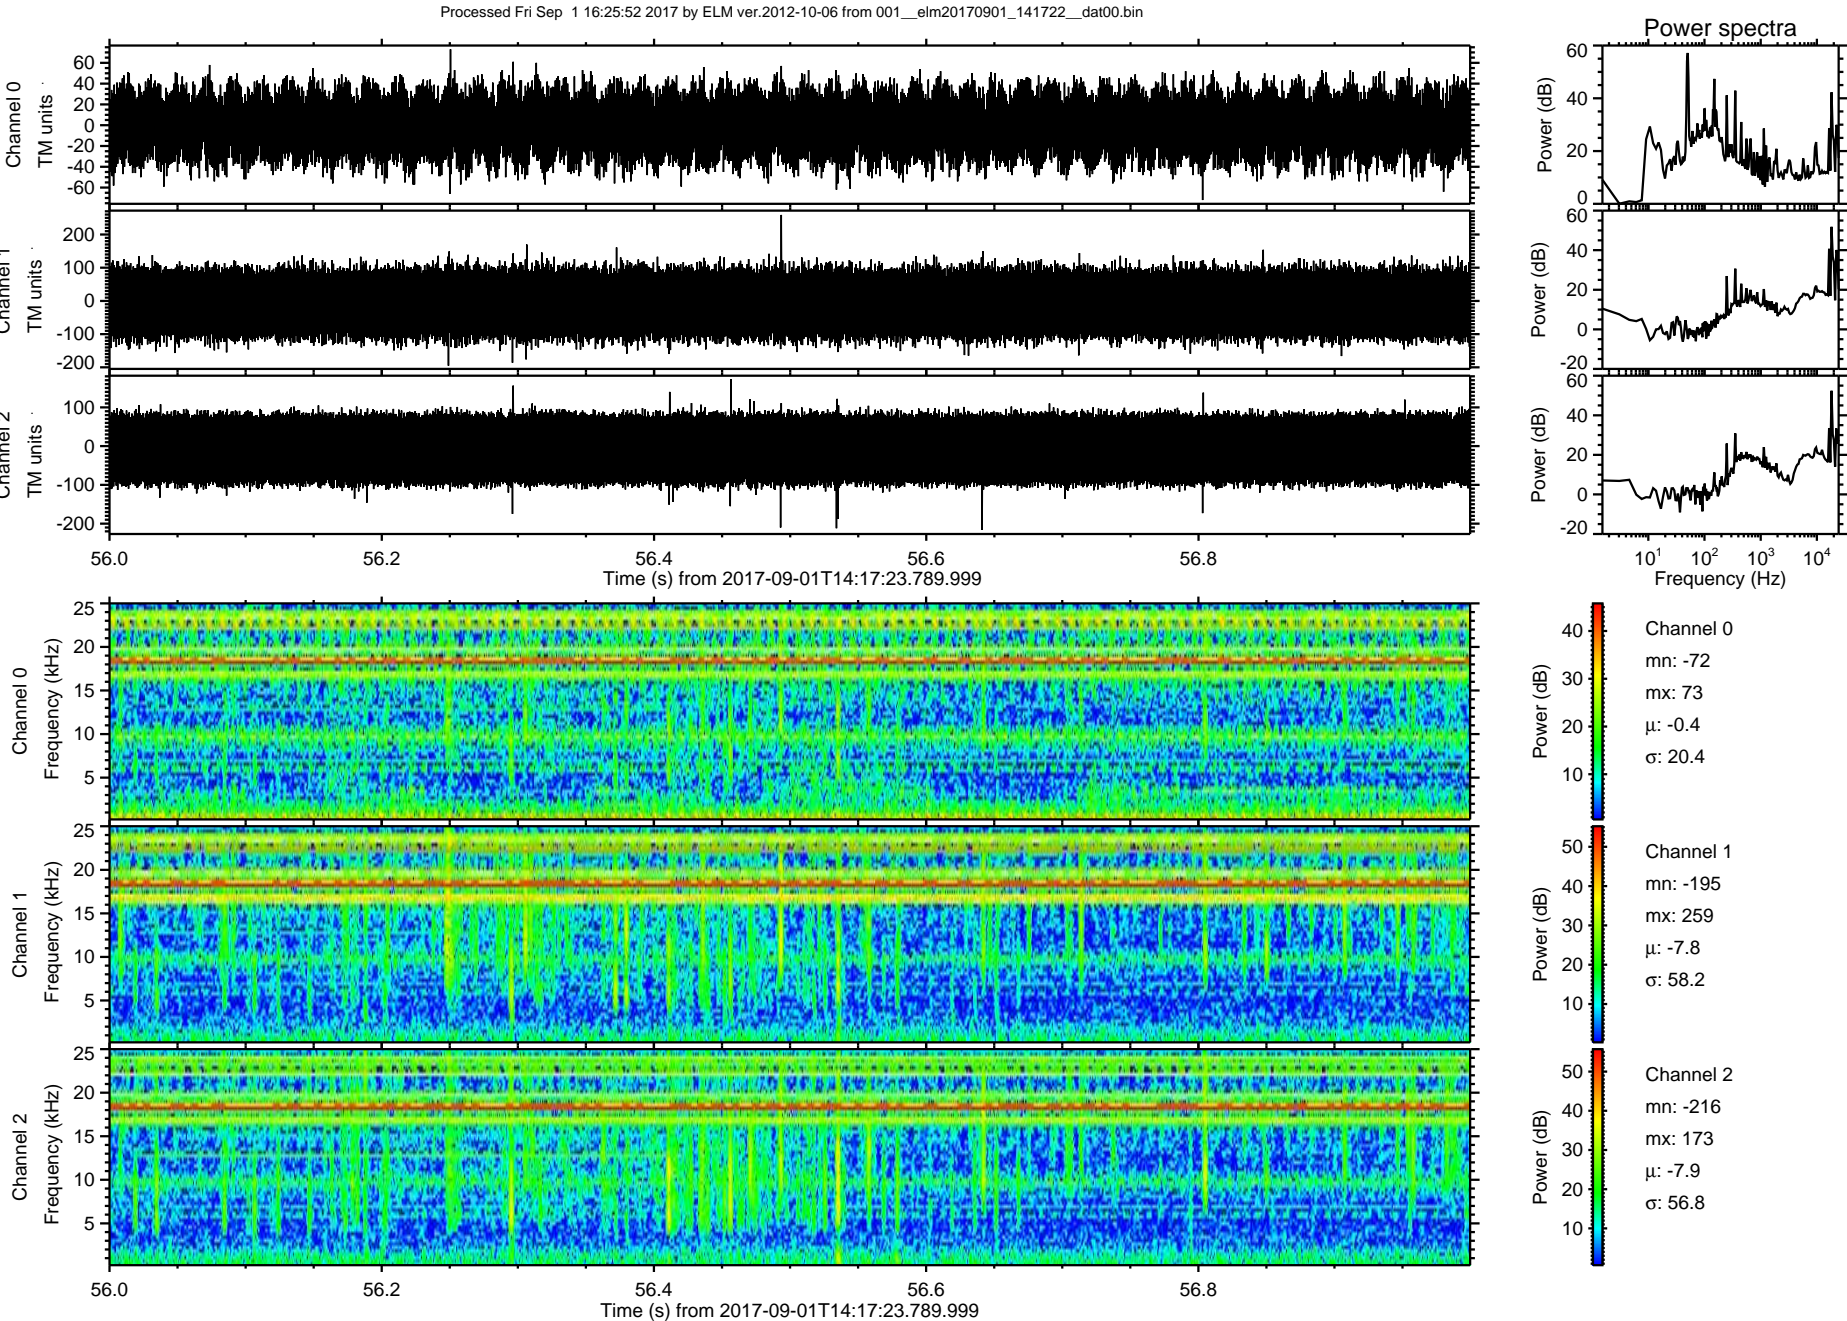 Processed Fri Sep  1 16:25:52 2017 by ELM ver.2012-10-06 from 001__elm20170901_141722__dat00.bin
Power spectra
Channel 0
TM units
60
40
20
0
-20
-40
-60
Power (dB)
60
40
20
0
Channel 1
TM units
200
100
0
-100
-200
Power (dB)
60
40
20
0
-20
Channel 2
TM units
100
0
-100
-200
Power (dB)
60
40
20
0
-20
56.0 56.2 56.4 56.6 56.8
Time (s) from 2017-09-01T14:17:23.789.999
10¹ 10² 10³ 10⁴
Frequency (Hz)
Channel 0
Frequency (kHz)
25
20
15
10
5
Power (dB)
40
30
20
10
Channel 0
mn: -72
mx: 73
μ: -0.4
σ: 20.4
Channel 1
Frequency (kHz)
25
20
15
10
5
Power (dB)
50
40
30
20
10
Channel 1
mn: -195
mx: 259
μ: -7.8
σ: 58.2
Channel 2
Frequency (kHz)
25
20
15
10
5
Power (dB)
50
40
30
20
10
Channel 2
mn: -216
mx: 173
μ: -7.9
σ: 56.8
56.0 56.2 56.4 56.6 56.8
Time (s) from 2017-09-01T14:17:23.789.999